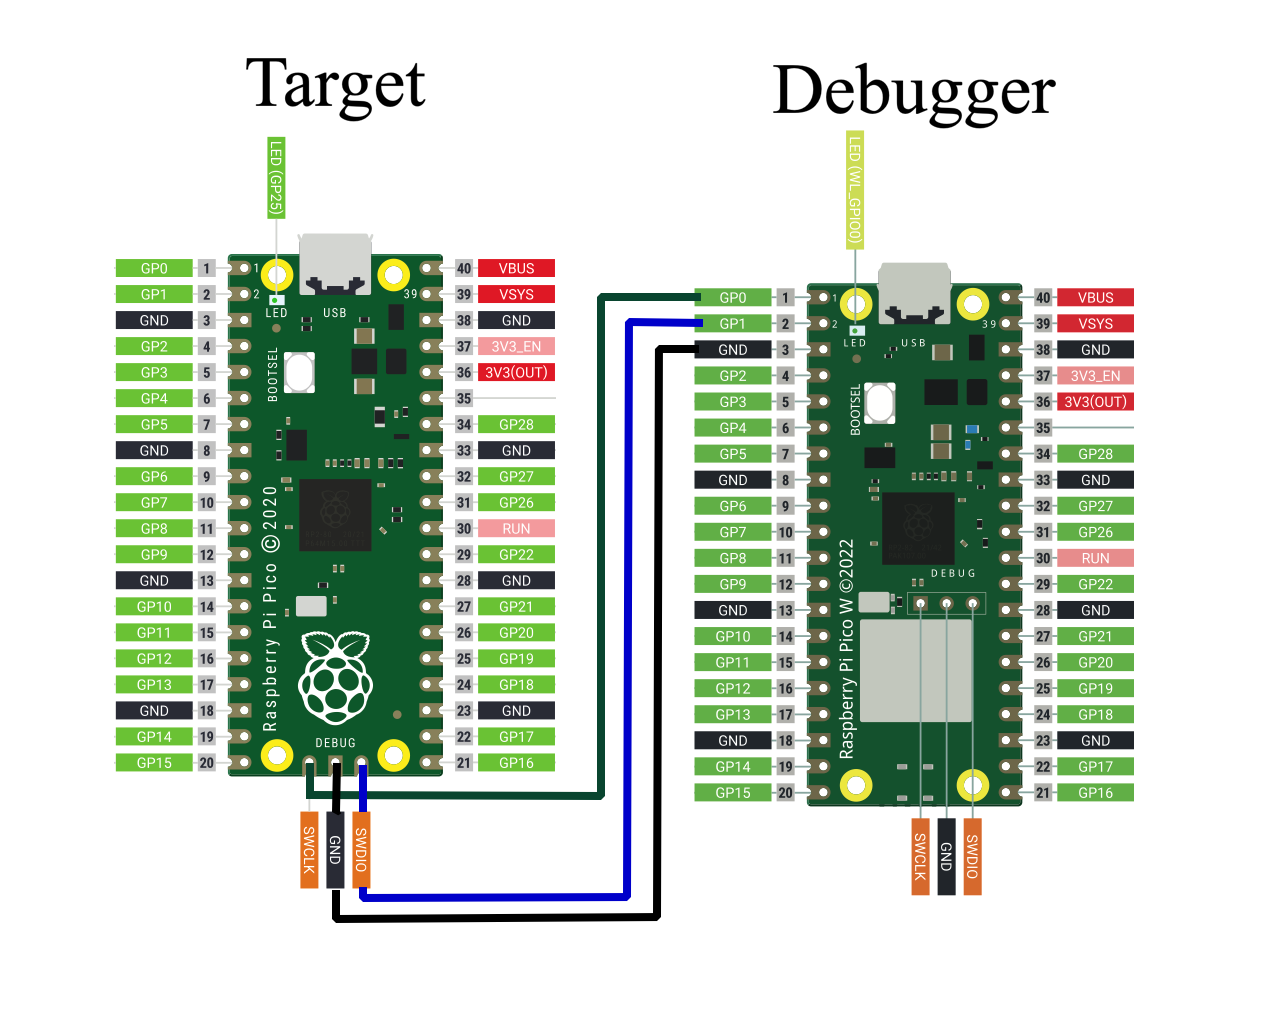 Target
Debugger
LED (GP25)
LED (WL_GPIO0)
GP0 1 1 40 VBUS
GP1 2 2 39 39 VSYS
GND 3 LED USB 38 GND
GP2 4 37 3V3_EN
GP3 5 BOOTSEL 36 3V3(OUT)
GP4 6 35
GP5 7 34 GP28
GND 8 33 GND
GP6 9 32 GP27
GP7 10 31 GP26
GP8 11 30 RUN
GP9 12 29 GP22
GND 13 28 GND
GP10 14 27 GP21
GP11 15 26 GP20
GP12 16 25 GP19
GP13 17 24 GP18
GND 18 23 GND
GP14 19 22 GP17
GP15 20 21 GP16
Raspberry Pi Pico ©2020
DEBUG
SWCLK
GND
SWDIO
GP0 1 1 40 VBUS
GP1 2 2 39 39 VSYS
GND 3 LED USB 38 GND
GP2 4 37 3V3_EN
GP3 5 BOOTSEL 36 3V3(OUT)
GP4 6 35
GP5 7 34 GP28
GND 8 33 GND
GP6 9 32 GP27
GP7 10 31 GP26
GP8 11 30 RUN
GP9 12 29 GP22
GND 13 28 GND
GP10 14 27 GP21
GP11 15 26 GP20
GP12 16 25 GP19
GP13 17 24 GP18
GND 18 23 GND
GP14 19 22 GP17
GP15 20 21 GP16
Raspberry Pi Pico W ©2022
DEBUG
SWCLK
GND
SWDIO